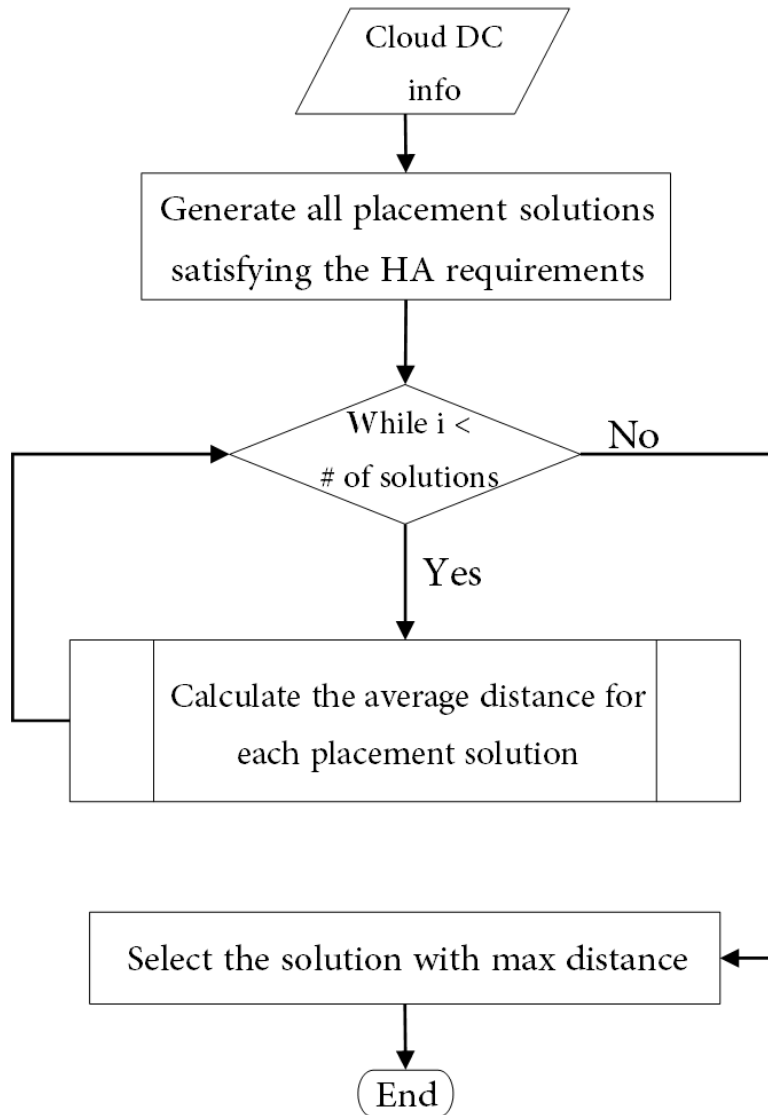 Cloud DC
info
Generate all placement solutions
satisfying the HA requirements
While i <
# of solutions
No
Yes
Calculate the average distance for
each placement solution
Select the solution with max distance
End